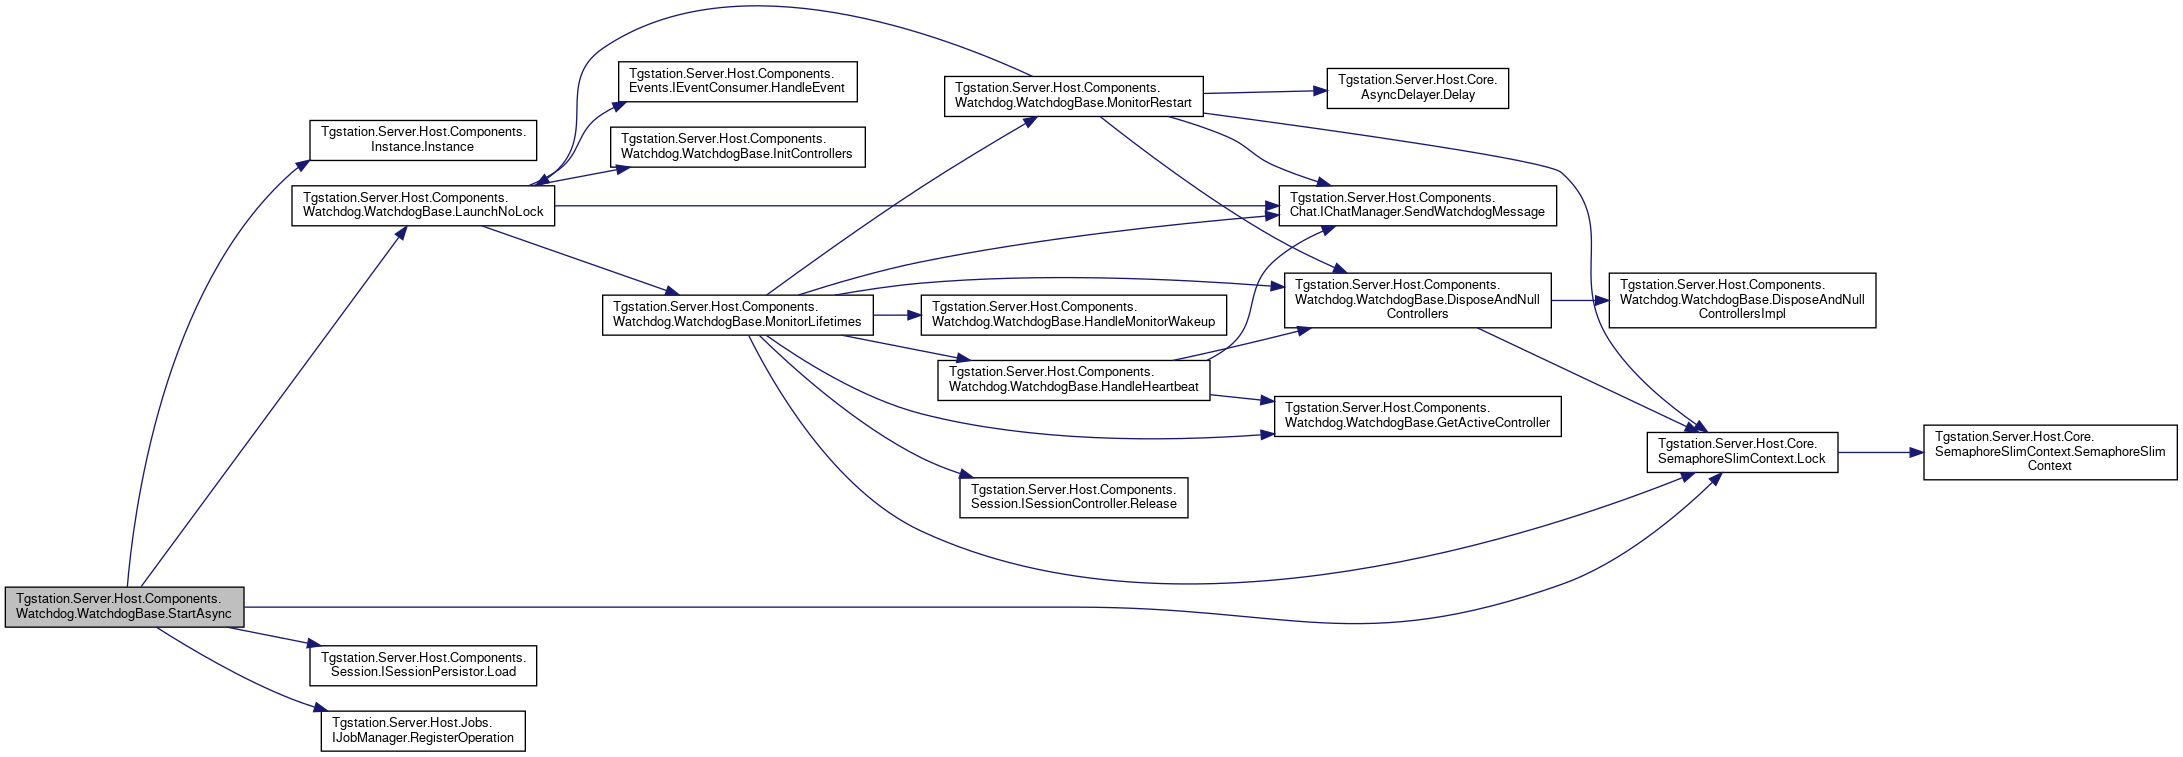 Tgstation.Server.Host.Components.
Events.IEventConsumer.HandleEvent
Tgstation.Server.Host.Components.
Watchdog.WatchdogBase.MonitorRestart
Tgstation.Server.Host.Core.
AsyncDelayer.Delay
Tgstation.Server.Host.Components.
Instance.Instance
Tgstation.Server.Host.Components.
Watchdog.WatchdogBase.InitControllers
Tgstation.Server.Host.Components.
Watchdog.WatchdogBase.LaunchNoLock
Tgstation.Server.Host.Components.
Chat.IChatManager.SendWatchdogMessage
Tgstation.Server.Host.Components.
Watchdog.WatchdogBase.MonitorLifetimes
Tgstation.Server.Host.Components.
Watchdog.WatchdogBase.HandleMonitorWakeup
Tgstation.Server.Host.Components.
Watchdog.WatchdogBase.DisposeAndNull
Controllers
Tgstation.Server.Host.Components.
Watchdog.WatchdogBase.DisposeAndNull
ControllersImpl
Tgstation.Server.Host.Components.
Watchdog.WatchdogBase.HandleHeartbeat
Tgstation.Server.Host.Components.
Watchdog.WatchdogBase.GetActiveController
Tgstation.Server.Host.Core.
SemaphoreSlimContext.Lock
Tgstation.Server.Host.Core.
SemaphoreSlimContext.SemaphoreSlim
Context
Tgstation.Server.Host.Components.
Session.ISessionController.Release
Tgstation.Server.Host.Components.
Watchdog.WatchdogBase.StartAsync
Tgstation.Server.Host.Components.
Session.ISessionPersistor.Load
Tgstation.Server.Host.Jobs.
IJobManager.RegisterOperation